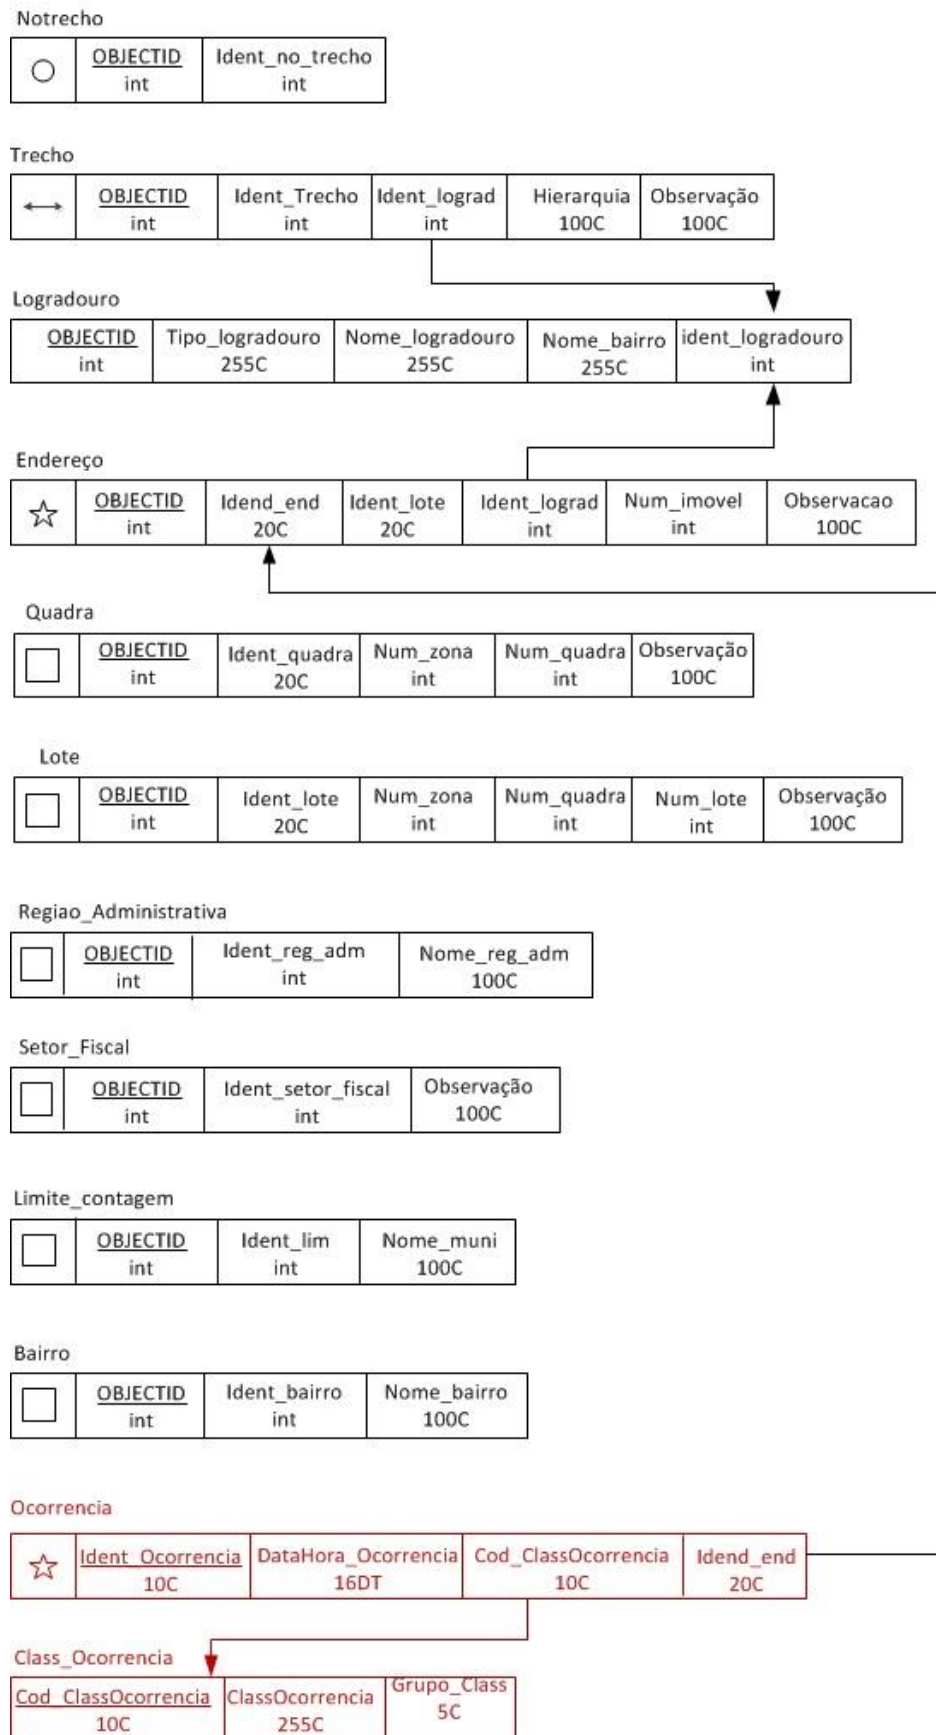 Notrecho
OBJECTID Ident_no_trecho
int int
Trecho
OBJECTID Ident_Trecho Ident_lograd Hierarquia Observação
int int int 100C 100C
Logradouro
OBJECTID Tipo_logradouro Nome_logradouro Nome_bairro ident_logradouro
int 255C 255C 255C int
Endereço
OBJECTID Idend_end Ident_lote Ident_lograd Num_imovel Observacao
int 20C 20C int int 100C
Quadra
OBJECTID Ident_quadra Num_zona Num_quadra Observação
int 20C int int 100C
Lote
OBJECTID Ident_lote Num_zona Num_quadra Num_lote Observação
int 20C int int int 100C
Regiao_Administrativa
OBJECTID Ident_reg_adm Nome_reg_adm
int int 100C
Setor_Fiscal
OBJECTID Ident_setor_fiscal Observação
int int 100C
Limite_contagem
OBJECTID Ident_lim Nome_muni
int int 100C
Bairro
OBJECTID Ident_bairro Nome_bairro
int int 100C
Ocorrencia
Ident_Ocorrencia DataHora_Ocorrencia Cod_ClassOcorrencia Idend_end
10C 16DT 10C 20C
Class_Ocorrencia
Cod_ClassOcorrencia ClassOcorrencia Grupo_Class
10C 255C 5C